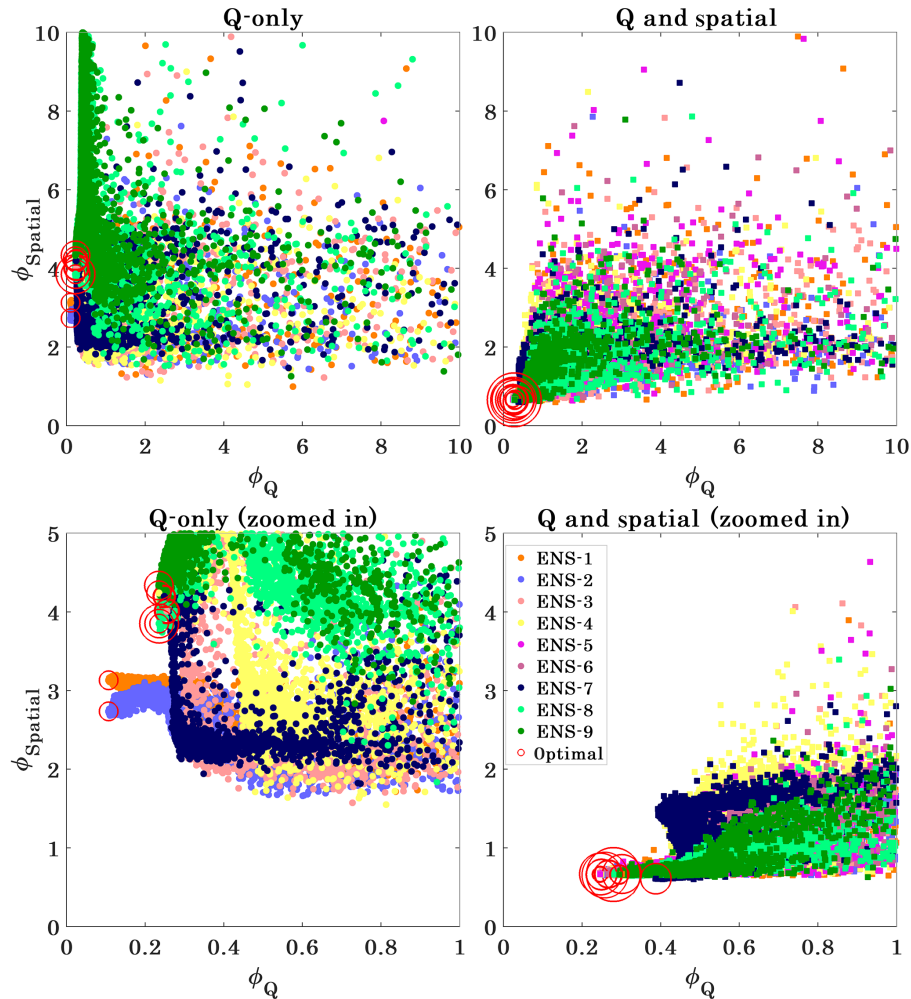 Q-only
10
8
6
4
2
0
ϕSpatial
0 2 4 6 8 10
ϕQ
Q and spatial
10
8
6
4
2
0
0 2 4 6 8 10
ϕQ
Q-only (zoomed in)
5
4
3
2
1
0
ϕSpatial
0 0.2 0.4 0.6 0.8 1
ϕQ
Q and spatial (zoomed in)
5
4
3
2
1
0
ENS-1
ENS-2
ENS-3
ENS-4
ENS-5
ENS-6
ENS-7
ENS-8
ENS-9
Optimal
0 0.2 0.4 0.6 0.8 1
ϕQ